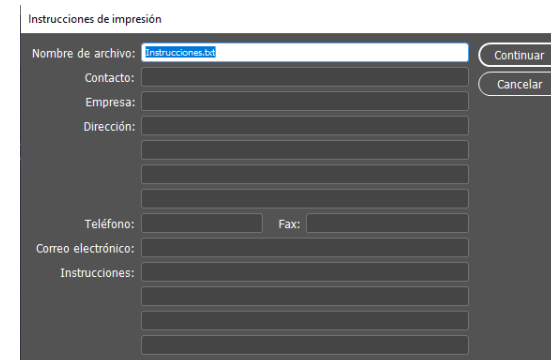 Instrucciones de impresión
Nombre de archivo: Instrucciones.txt Continuar
Contacto: Cancelar
Empresa:
Dirección:
Teléfono: Fax:
Correo electrónico:
Instrucciones: